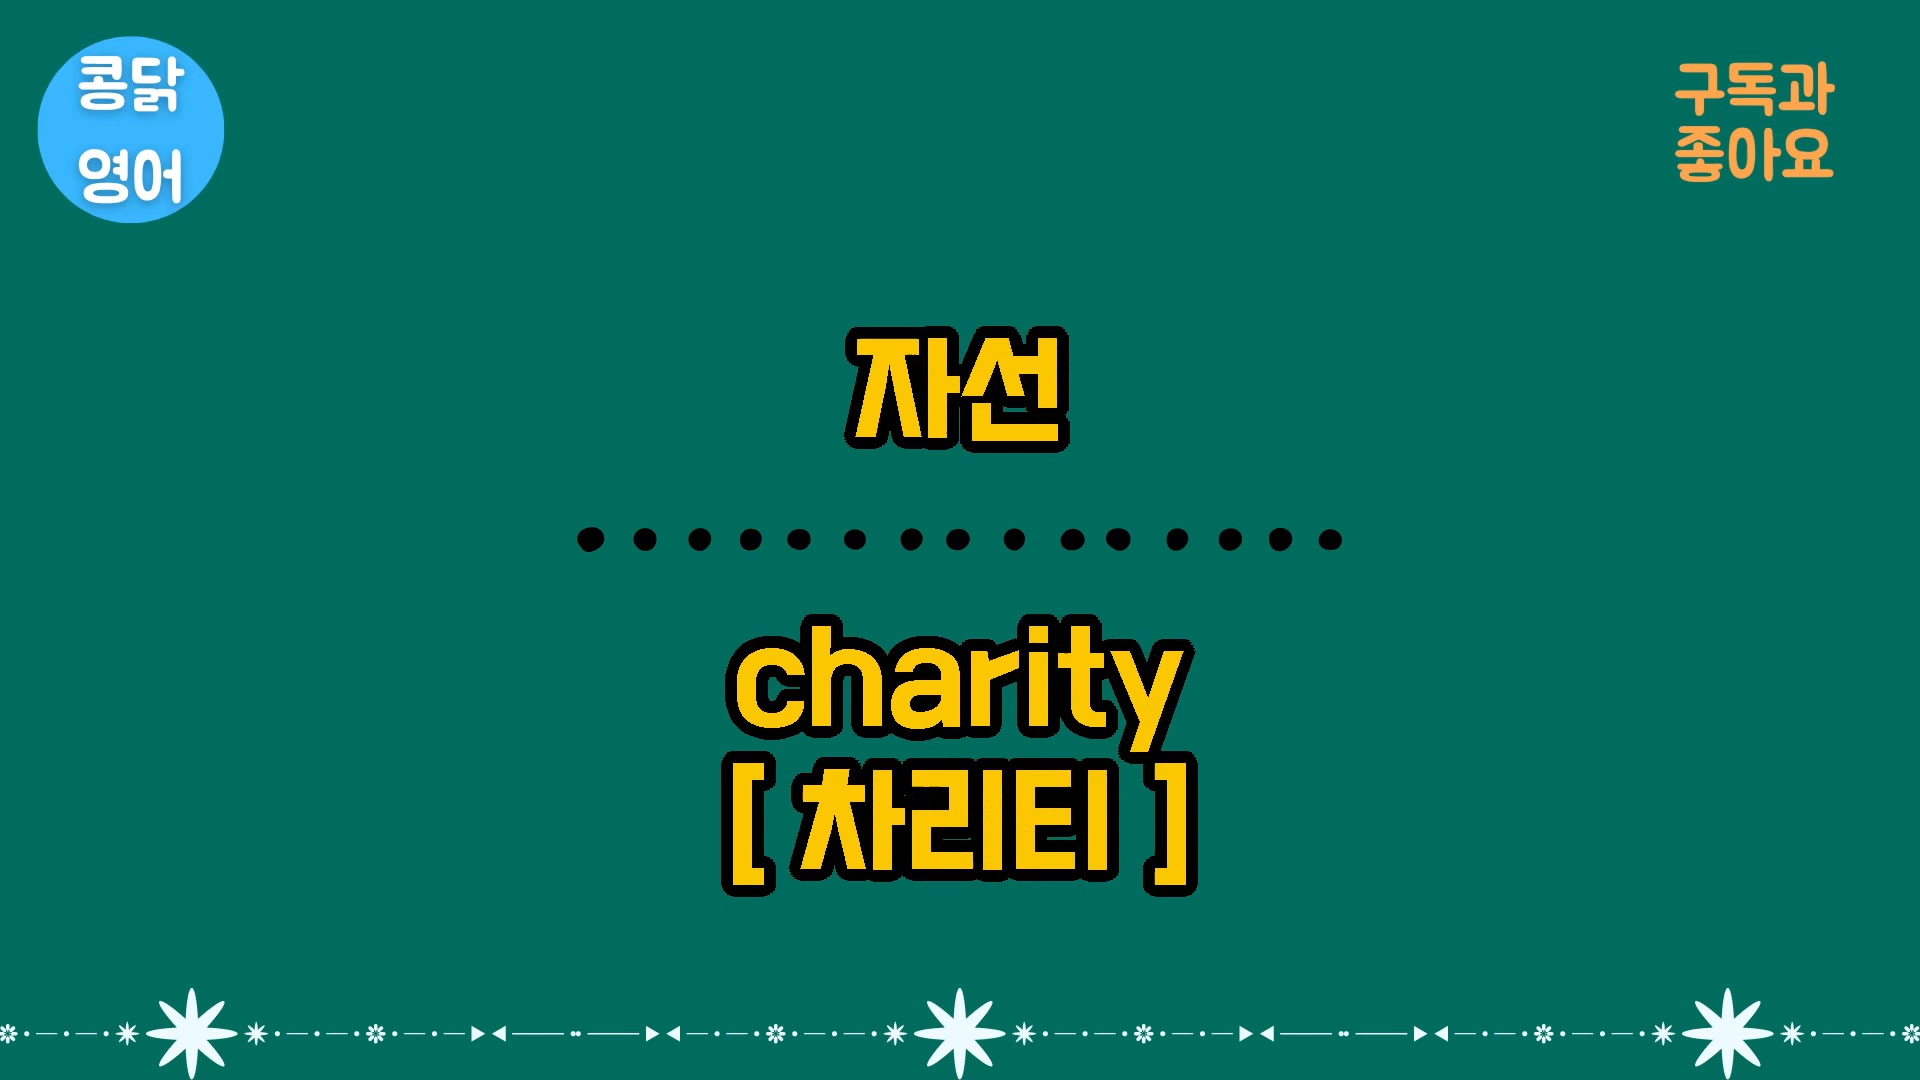 콩닭
영어
구독과
좋아요
자선
charity
[ 차리티 ]